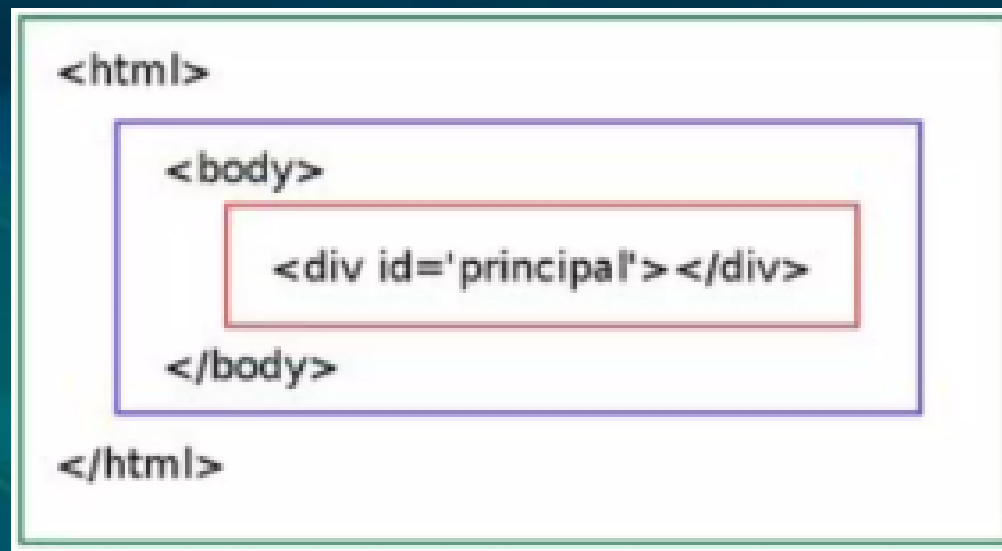 <html>
<body>
<div id='principal'></div>
</body>
</html>